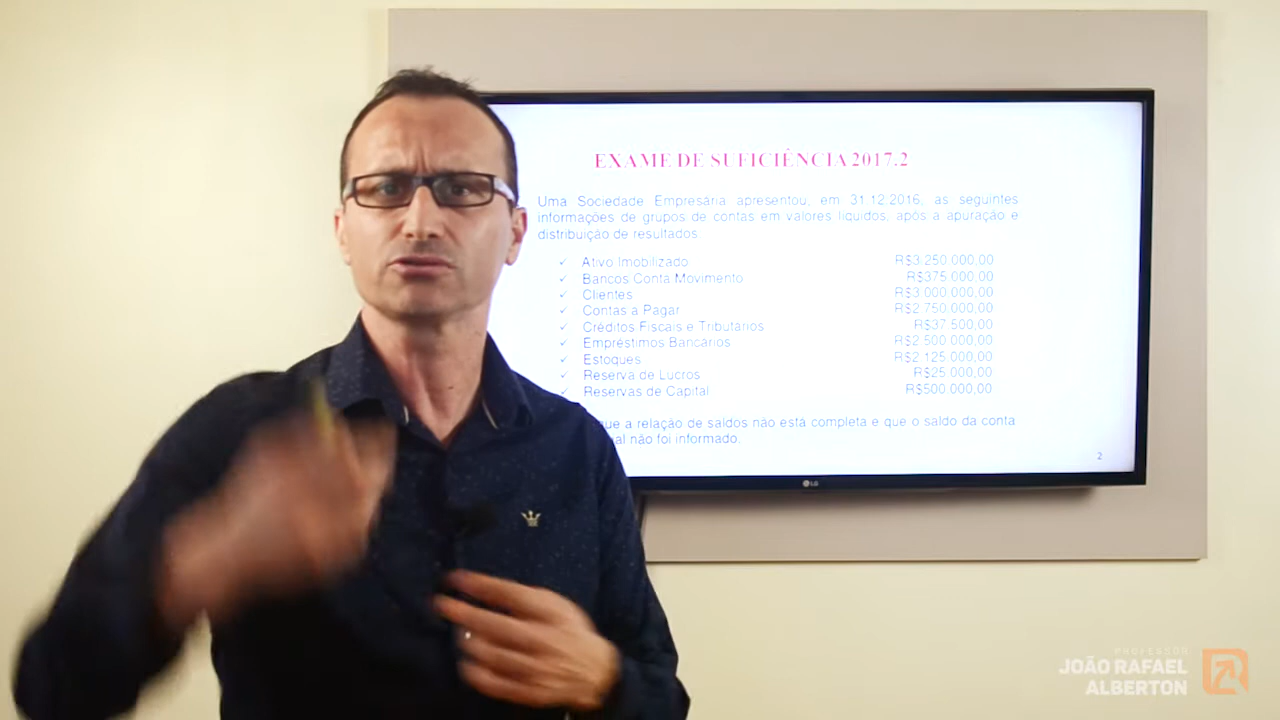 EXAME DE SUFICIÊNCIA 2017.2
Uma Sociedade Empresária apresentou, em 31.12.2016, as seguintes
informações de grupos de contas em valores líquidos, após a apuração e
distribuição de resultados:
✓ Ativo Imobilizado R$3.250.000,00
✓ Bancos Conta Movimento R$375.000,00
✓ Clientes R$3.000.000,00
✓ Contas a Pagar R$2.750.000,00
✓ Créditos Fiscais e Tributários R$37.500,00
✓ Empréstimos Bancários R$2.500.000,00
✓ Estoques R$2.125.000,00
✓ Reserva de Lucros R$25.000,00
✓ Reservas de Capital R$500.000,00
que a relação de saldos não está completa e que o saldo da conta
al não foi informado.
2
LG
PROFESSOR
JOÃO RAFAEL
ALBERTON